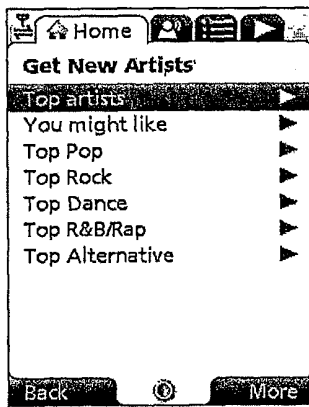 Home
Get New Artists
Top artists
You might like
Top Pop
Top Rock
Top Dance
Top R&B/Rap
Top Alternative
Back More